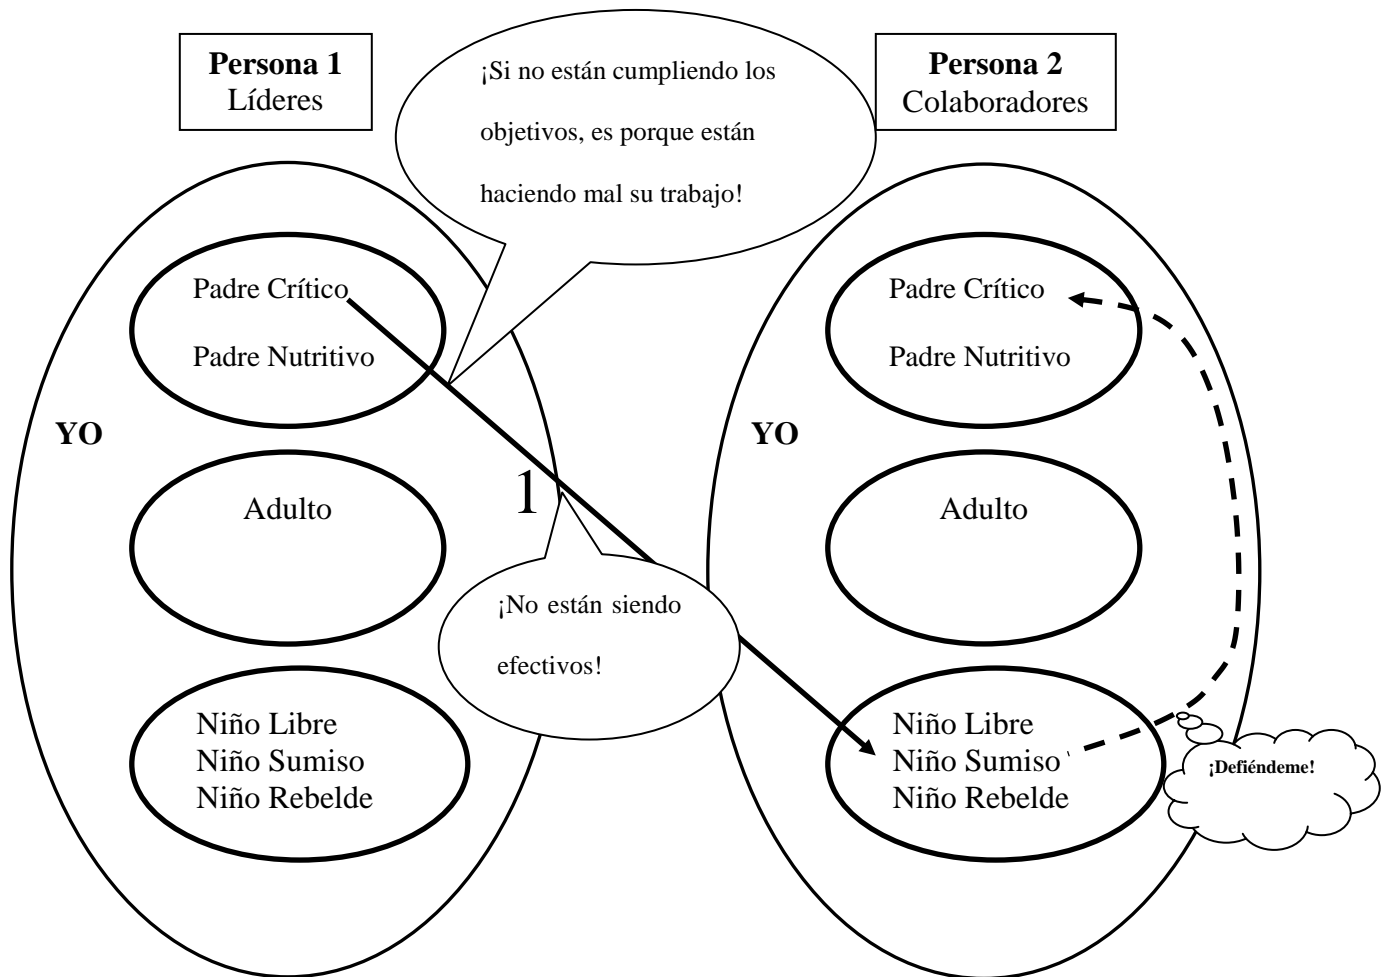 Persona 1
Líderes
¡Si no están cumpliendo los
objetivos, es porque están
haciendo mal su trabajo!
Persona 2
Colaboradores
Padre Crítico
Padre Nutritivo
YO
Adulto
1
¡No están siendo
efectivos!
Niño Libre
Niño Sumiso
Niño Rebelde
Padre Crítico
Padre Nutritivo
YO
Adulto
Niño Libre
Niño Sumiso
Niño Rebelde
¡Defiéndeme!